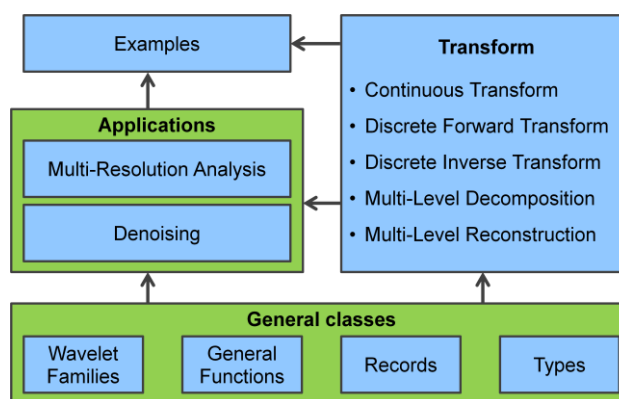 Examples
Applications
Multi-Resolution Analysis
Denoising
Transform
• Continuous Transform
• Discrete Forward Transform
• Discrete Inverse Transform
• Multi-Level Decomposition
• Multi-Level Reconstruction
General classes
Wavelet
Families
General
Functions
Records
Types